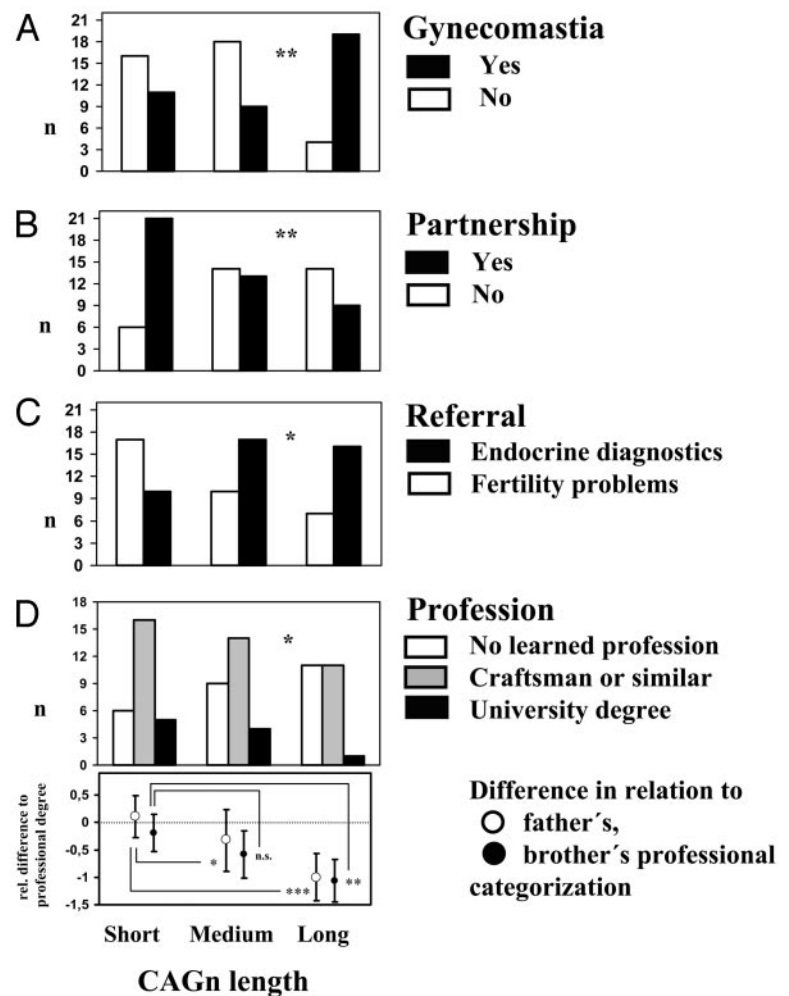 A
21
18
15
12
9
6
3
0
n
**
Gynecomastia
Yes
No
B
21
18
15
12
9
6
3
0
n
**
Partnership
Yes
No
C
21
18
15
12
9
6
3
0
n
*
Referral
Endocrine diagnostics
Fertility problems
D
18
15
12
9
6
3
0
n
*
Profession
No learned profession
Craftsman or similar
University degree
rel. difference to
professional degree
0,5
0
-0,5
-1
-1,5
*
n.s.
***
**
Difference in relation to
father´s,
brother´s professional
categorization
Short Medium Long
CAGn length